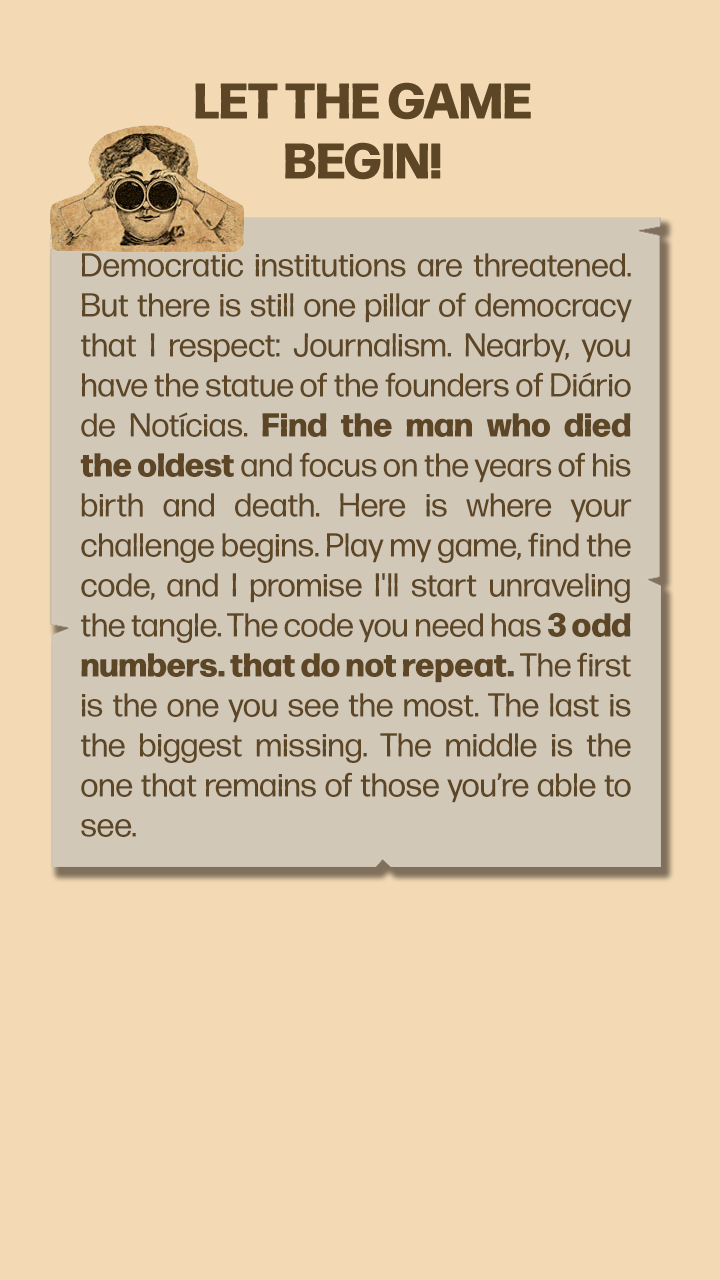 LET THE GAME
BEGIN!
Democratic institutions are threatened.
But there is still one pillar of democracy
that I respect: Journalism. Nearby, you
have the statue of the founders of Diário
de Notícias. Find the man who died
the oldest and focus on the years of his
birth and death. Here is where your
challenge begins. Play my game, find the
code, and I promise I'll start unraveling
the tangle. The code you need has 3 odd
numbers. that do not repeat. The first
is the one you see the most. The last is
the biggest missing. The middle is the
one that remains of those you’re able to
see.